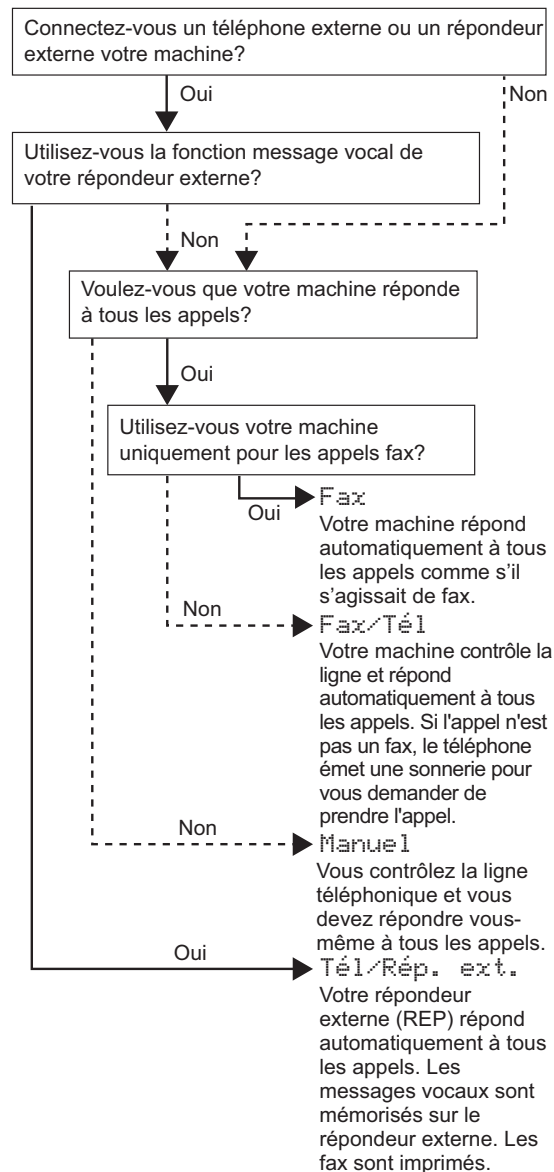 Connectez-vous un téléphone externe ou un répondeur
externe votre machine?
Oui
Non
Utilisez-vous la fonction message vocal de
votre répondeur externe?
Non
Voulez-vous que votre machine réponde
à tous les appels?
Oui
Utilisez-vous votre machine
uniquement pour les appels fax?
Oui
Fax
Votre machine répond
automatiquement à tous
les appels comme s’il
s’agissait de fax.
Non
Fax/Tél
Votre machine contrôle la
ligne et répond
automatiquement à tous
les appels. Si l'appel n'est
pas un fax, le téléphone
émet une sonnerie pour
vous demander de
prendre l'appel.
Non
Manuel
Vous contrôlez la ligne
téléphonique et vous
devez répondre vous-
même à tous les appels.
Oui
Tél/Rép. ext.
Votre répondeur
externe (REP) répond
automatiquement à tous
les appels. Les
messages vocaux sont
mémorisés sur le
répondeur externe. Les
fax sont imprimés.